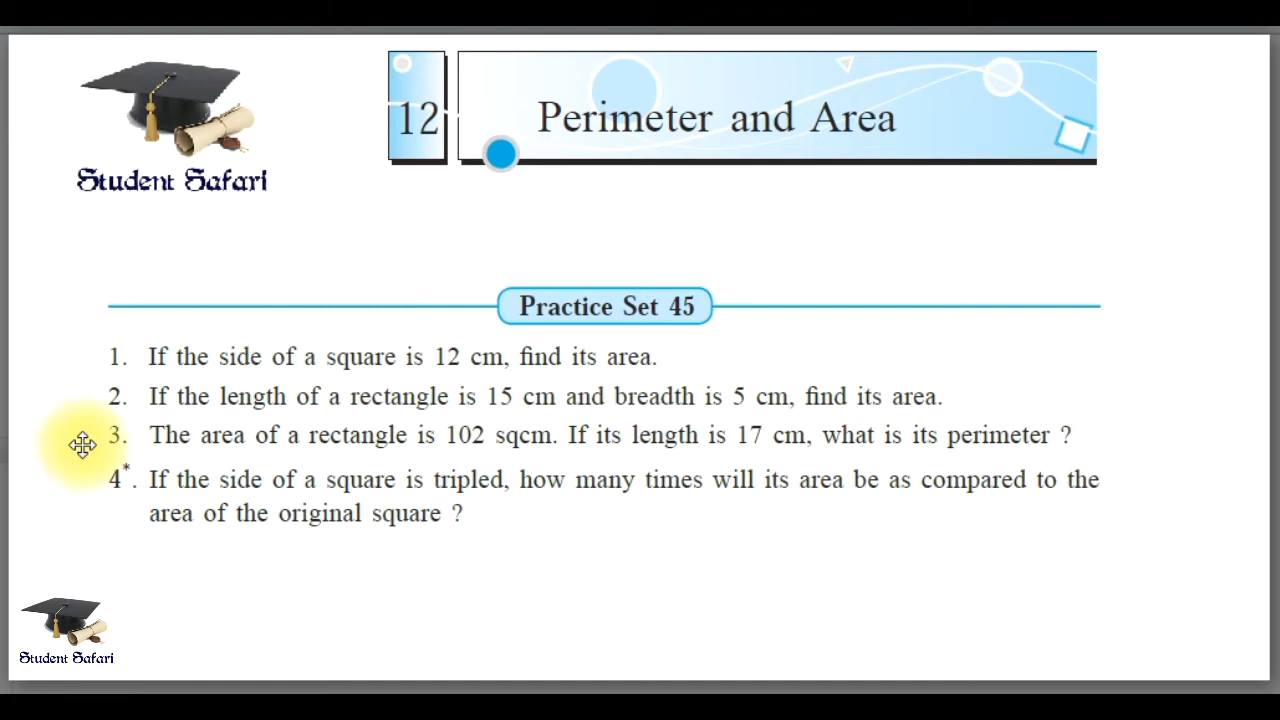 12
Perimeter and Area
Student Safari
Practice Set 45
1. If the side of a square is 12 cm, find its area.
2. If the length of a rectangle is 15 cm and breadth is 5 cm, find its area.
3. The area of a rectangle is 102 sqcm. If its length is 17 cm, what is its perimeter ?
4*. If the side of a square is tripled, how many times will its area be as compared to the
area of the original square ?
Student Safari